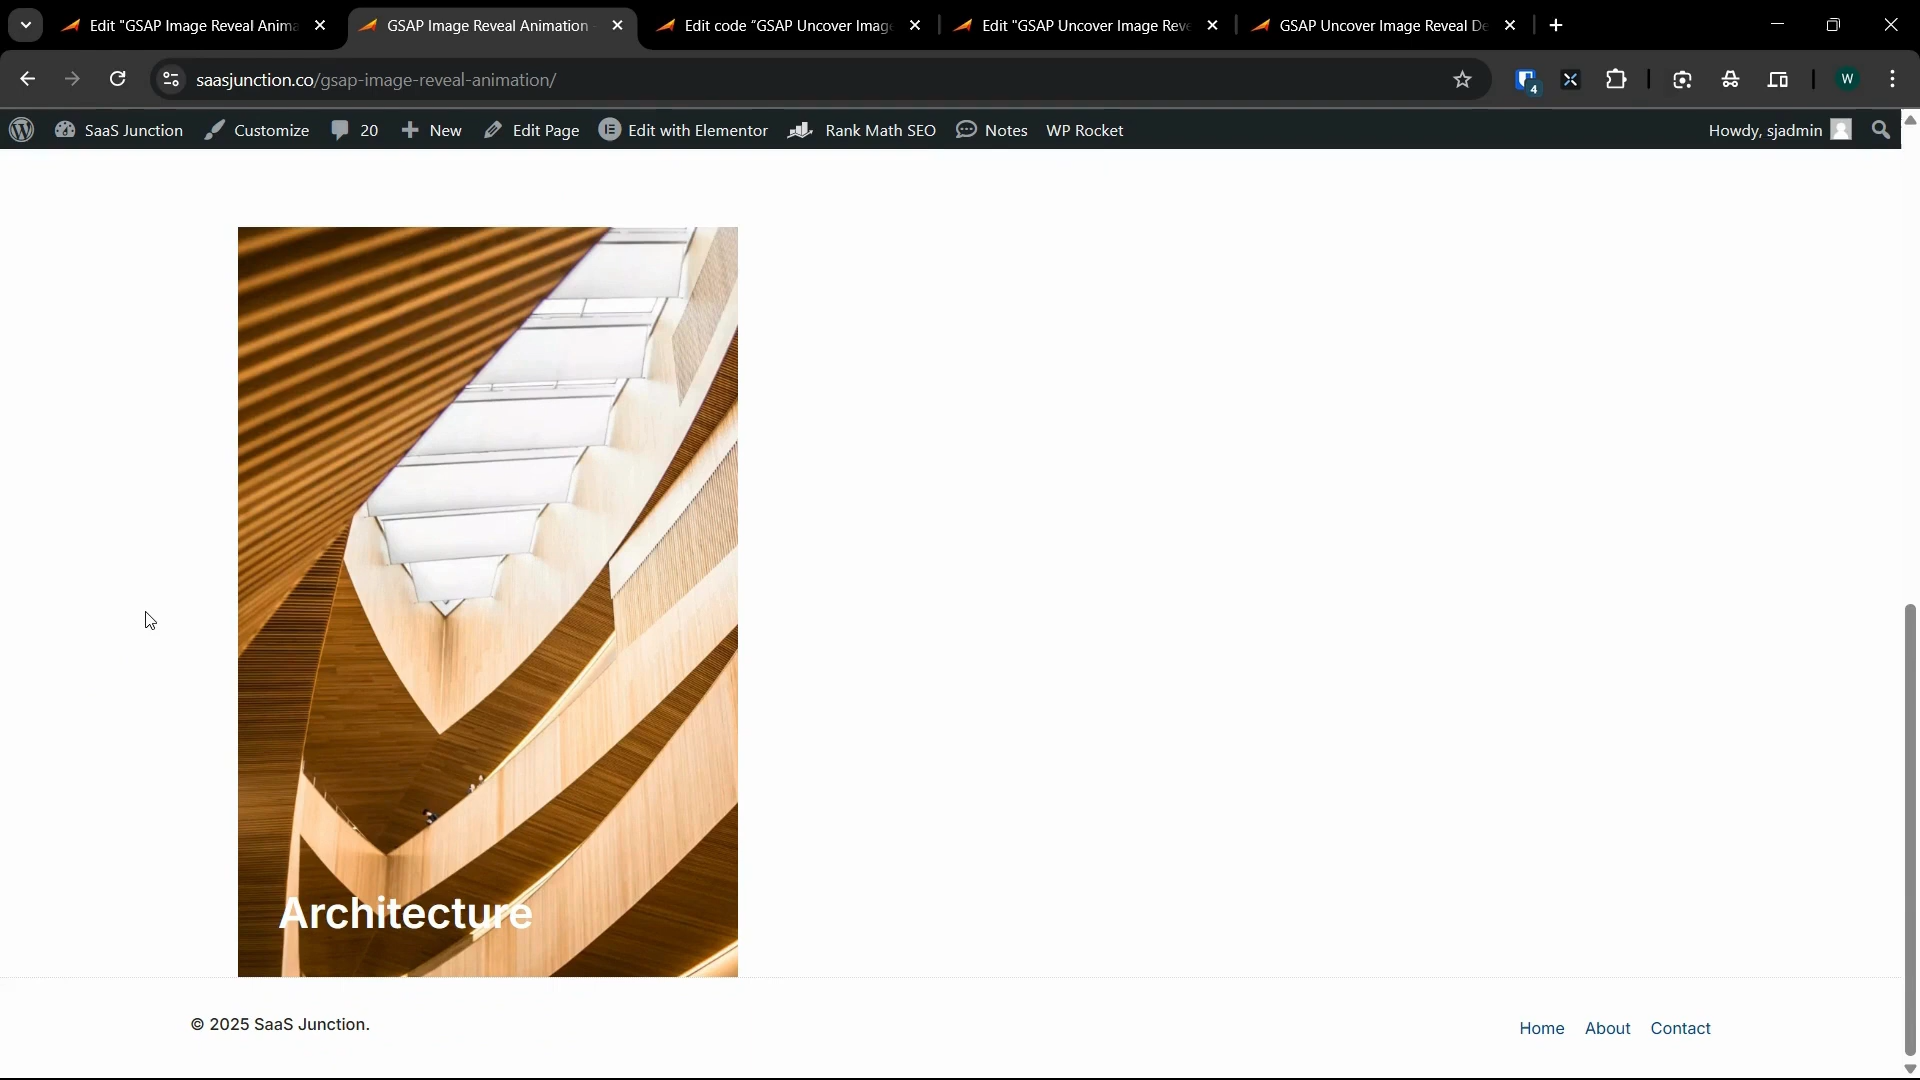 Edit "GSAP Image Reveal Anima
GSAP Image Reveal Animation -
Edit code "GSAP Uncover Imag
Edit "GSAP Uncover Image Reve
GSAP Uncover Image Reveal De
saasjunction.co/gsap-image-reveal-animation/
4
W
SaaS Junction
Customize
20
New
Edit Page
Edit with Elementor
Rank Math SEO
Notes
WP Rocket
Howdy, sjadmin
Architecture
© 2025 SaaS Junction.
Home
About
Contact